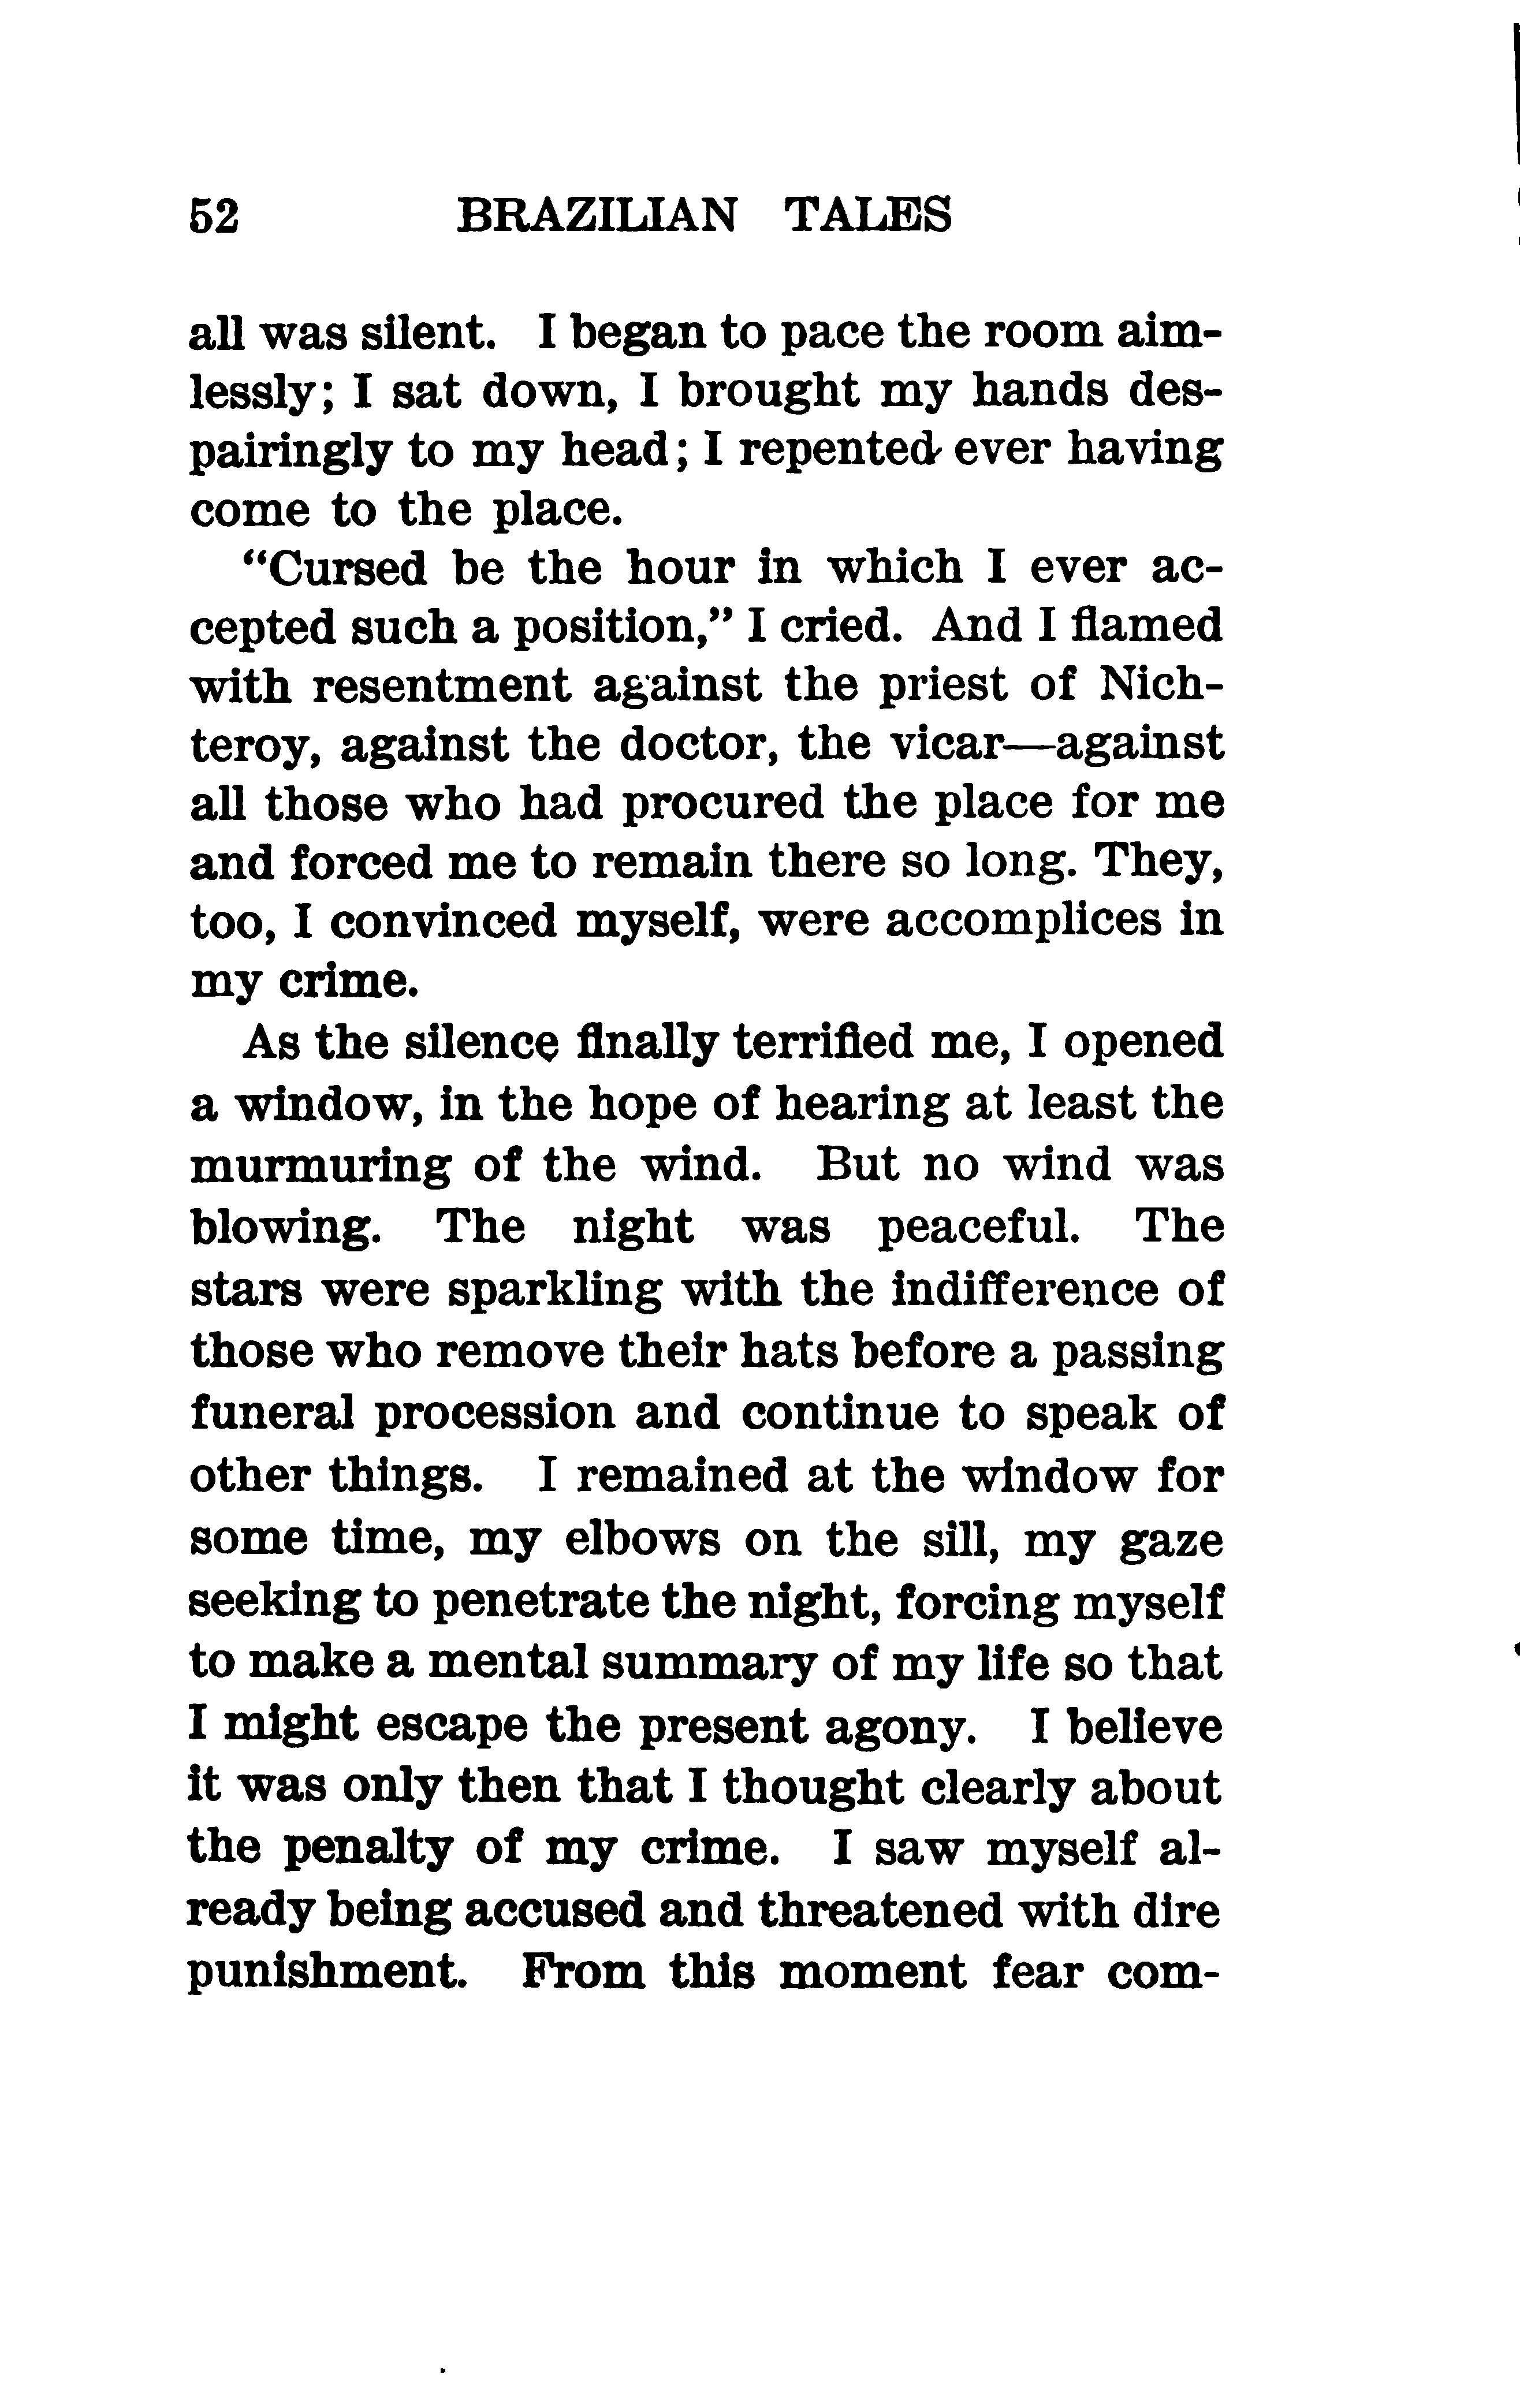 52 BRAZILIAN TALES
all was silent. I began to pace the room aim-
lessly; I sat down, I brought my hands des-
pairingly to my head; I repented ever having
come to the place.
“Cursed be the hour in which I ever ac-
cepted such a position,” I cried. And I flamed
with resentment against the priest of Nich-
teroy, against the doctor, the vicar—against
all those who had procured the place for me
and forced me to remain there so long. They,
too, I convinced myself, were accomplices in
my crime.
As the silence finally terrified me, I opened
a window, in the hope of hearing at least the
murmuring of the wind. But no wind was
blowing. The night was peaceful. The
stars were sparkling with the indifference of
those who remove their hats before a passing
funeral procession and continue to speak of
other things. I remained at the window for
some time, my elbows on the sill, my gaze
seeking to penetrate the night, forcing myself
to make a mental summary of my life so that
I might escape the present agony. I believe
it was only then that I thought clearly about
the penalty of my crime. I saw myself al-
ready being accused and threatened with dire
punishment. From this moment fear com-